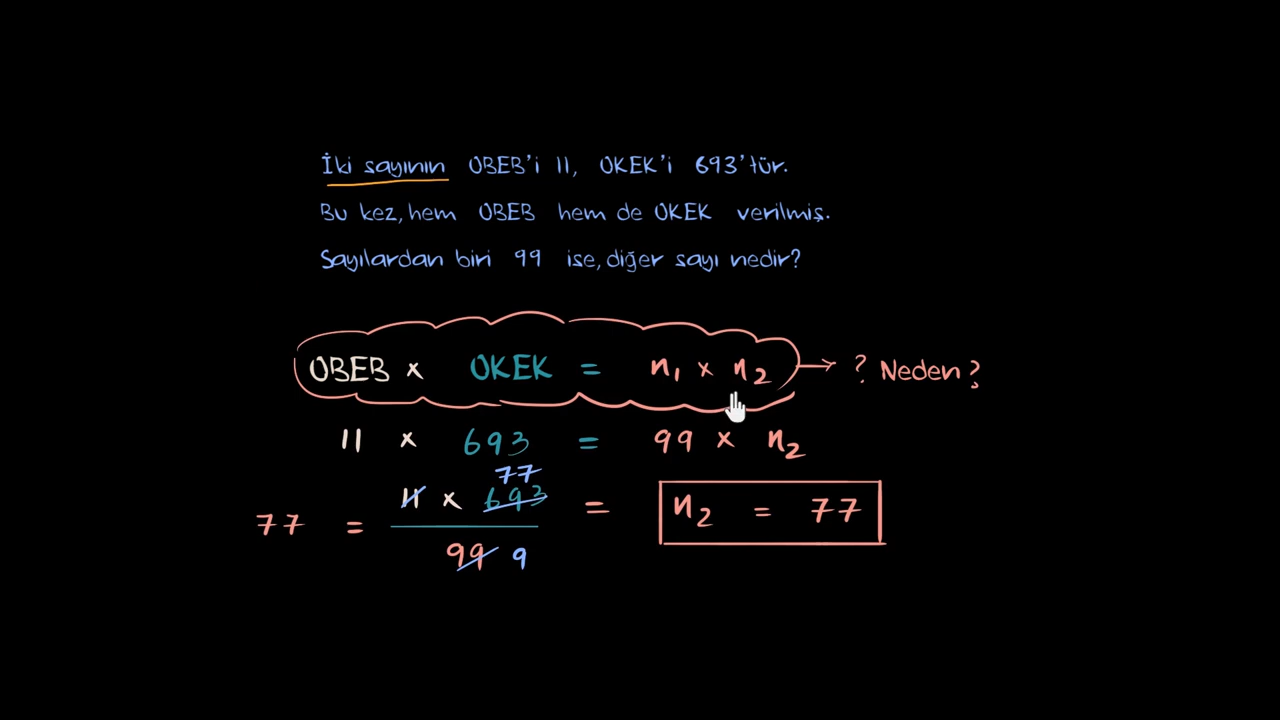 İki sayının OBEB'i 11, OKEK'i 693'tür.
Bu kez, hem OBEB hem de OKEK verilmiş.
Sayılardan biri 99 ise, diğer sayı nedir?
OBEB x OKEK = n₁ x n₂ → ? Neden?
11 x 693 = 99 x n₂
77
77 = 11 x 693 = n₂ = 77
99 9